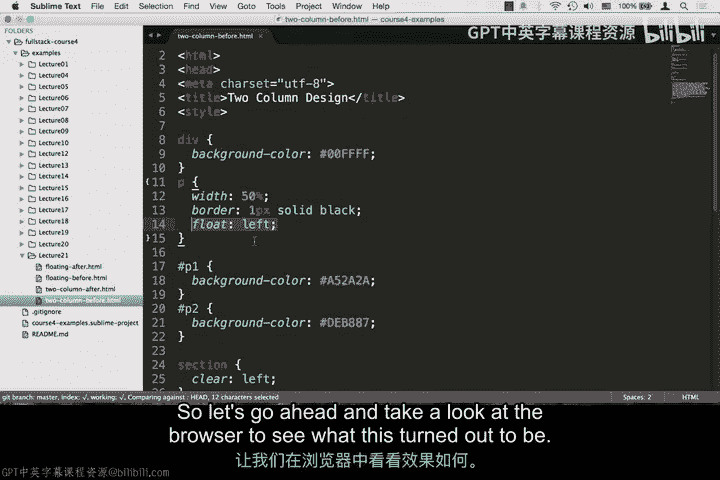 Sublime Text File Edit Selection Find View Goto Tools Project Window Help
100%
two-column-before.html — course4-examples
GPT中英字幕课程资源 bilibili
FOLDERS
fullstack-course4
examples
Lecture01
Lecture04
Lecture05
Lecture06
Lecture07
Lecture08
Lecture09
Lecture10
Lecture12
Lecture13
Lecture14
Lecture15
Lecture16
Lecture17
Lecture18
Lecture19
Lecture20
Lecture21
floating-after.html
floating-before.html
two-column-after.html
two-column-before.html
.gitignore
course4-examples.sublime-project
README.md
two-column-before.html
2 <html>
3 <head>
4 <meta charset="utf-8">
5 <title>Two Column Design</title>
6 <style>
7
8 div {
9 background-color: #00FFFF;
10 }
11 p {
12 width: 50%;
13 border: 1px solid black;
14 float: left;
15 }
16
17 #p1 {
18 background-color: #A52A2A;
19 }
20 #p2 {
21 background-color: #DEB887;
22 }
23
24 section {
25 clear: left;
git branch: master, index: ✓, working: ✓, Comparing against: HEAD, 12 characters selected
Spaces: 2
HTML
So let's go ahead and take a look at the
browser to see what this turned out to be.
让我们在浏览器中看看效果如何。
GPT中英字幕课程资源@bilibili.com